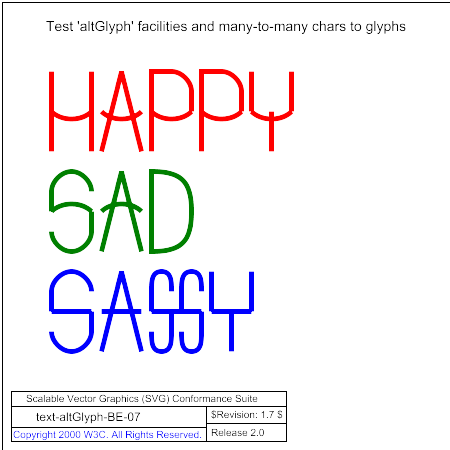 Test 'altGlyph' facilities and many-to-many chars to glyphs
HAPPY
SAD
SASSY
Scalable Vector Graphics (SVG) Conformance Suite
text-altGlyph-BE-07
$Revision: 1.7 $
Copyright 2000 W3C. All Rights Reserved.
Release 2.0